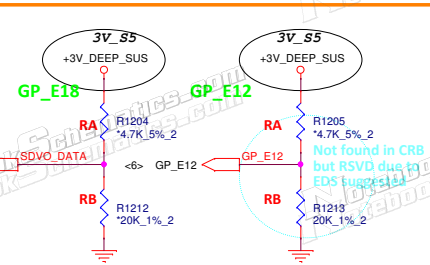 3V_S5
3V_S5
+3V_DEEP_SUS
+3V_DEEP_SUS
GP_E18
GP_E12
RA
R1204
*4.7K_5%_2
RA
R1205
*4.7K_5%_2
SDVO_DATA
<6>
GP_E12
GP_E12
Not found in CRB
but RSVD due to
EDS suggested
RB
R1212
*20K_1%_2
RB
R1213
20K_1%_2